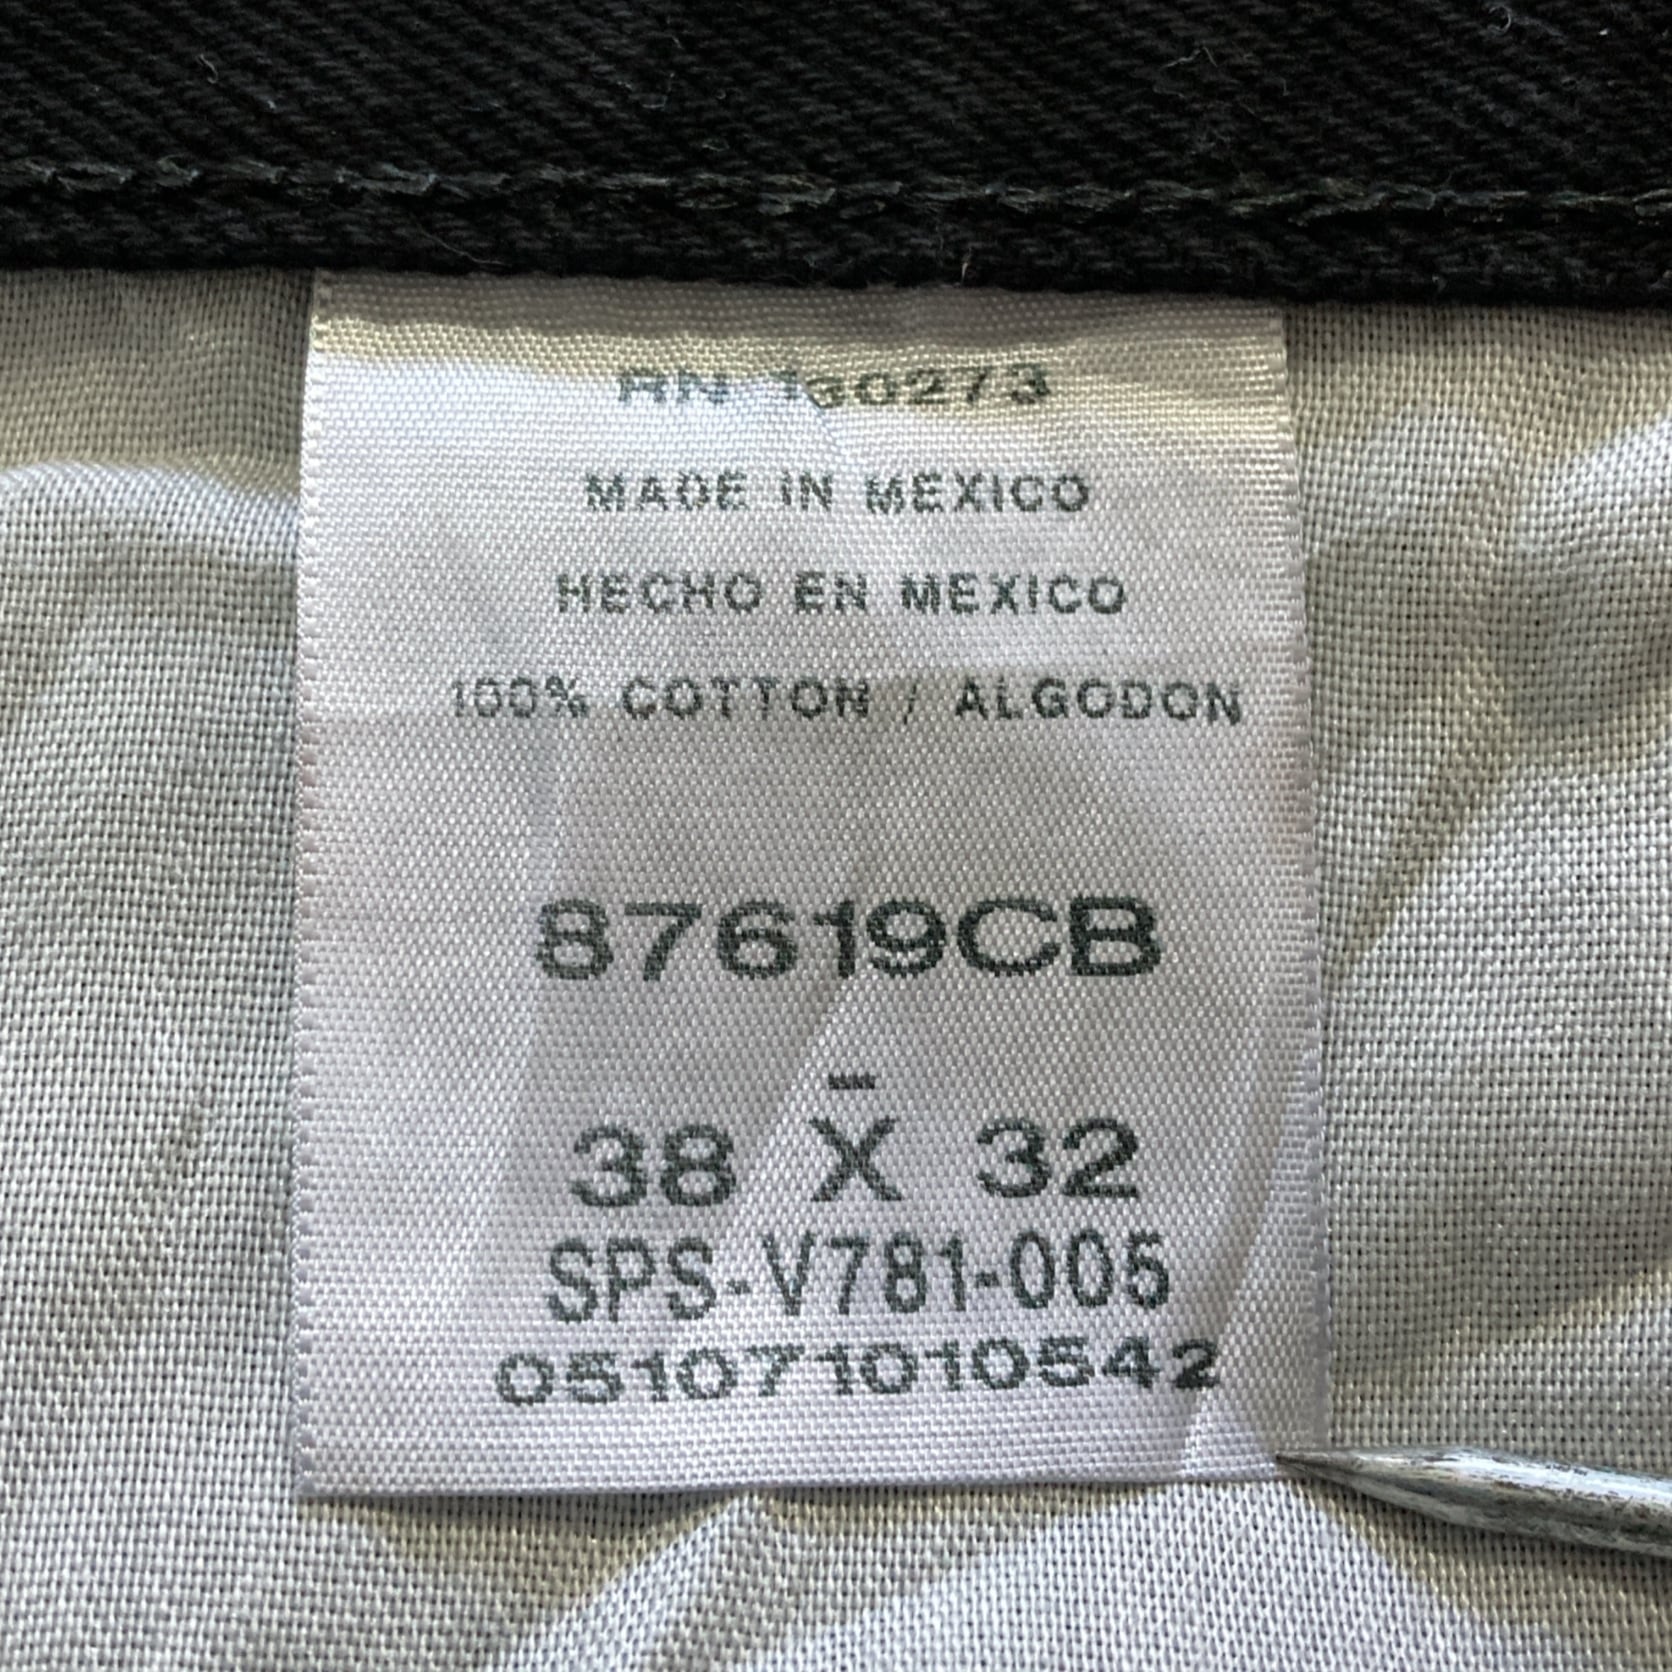 RN 130273
MADE IN MEXICO
HECHO EN MEXICO
100% COTTON / ALGODON
87619CB
-
38 X 32
SPS-V781-005
051071010542